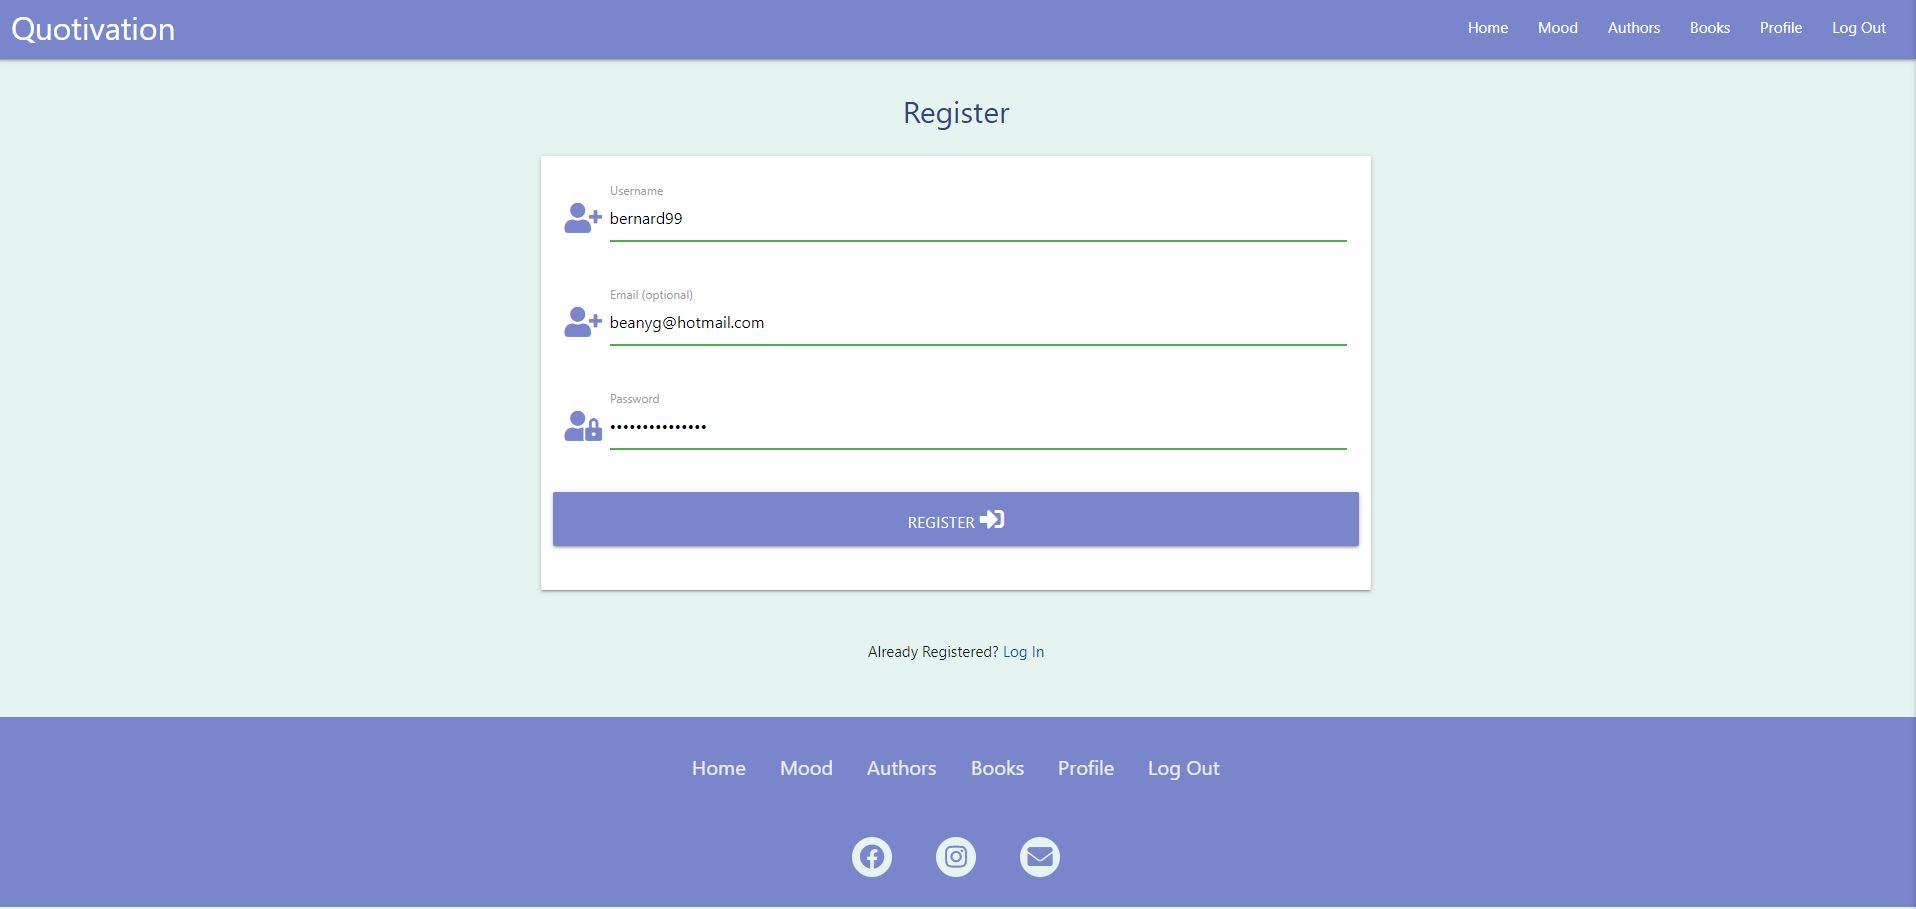 Quotivation
Home Mood Authors Books Profile Log Out
Register
Username
bernard99
Email (optional)
beanyg@hotmail.com
Password
•••••••••••••••
REGISTER
Already Registered? Log In
Home Mood Authors Books Profile Log Out